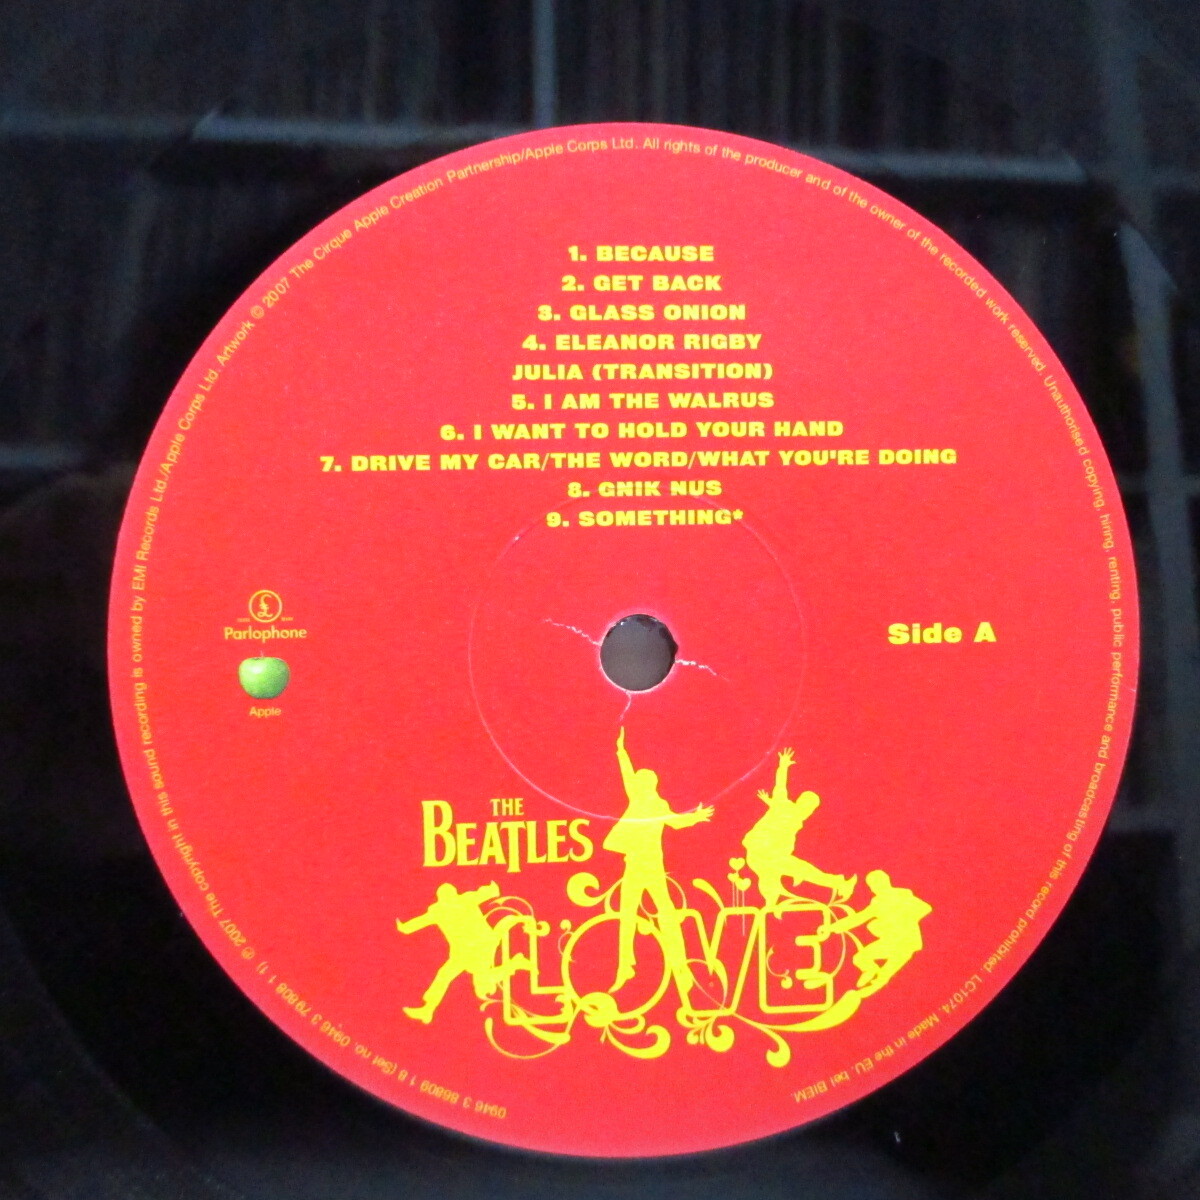 1. BECAUSE
2. GET BACK
3. GLASS ONION
4. ELEANOR RIGBY
JULIA (TRANSITION)
5. I AM THE WALRUS
6. I WANT TO HOLD YOUR HAND
7. DRIVE MY CAR/THE WORD/WHAT YOU'RE DOING
8. GNIK NUS
9. SOMETHING*
£
Parlophone
Apple
Side A
THE
BEATLES
LOVE
0946 3 86809 1 8 (Set no. 0946 3 79808 1 1) ℗ 2007 The copyright in this sound recording is owned by EMI Records Ltd./Apple Corps Ltd. Artwork © 2007 The Cirque Apple Creation Partnership/Apple Corps Ltd. All rights of the producer and of the owner of the recorded work reserved. Unauthorised copying, hiring, renting, public performance and broadcasting of this record prohibited. LC1074. Made in the EU. bel BIEM